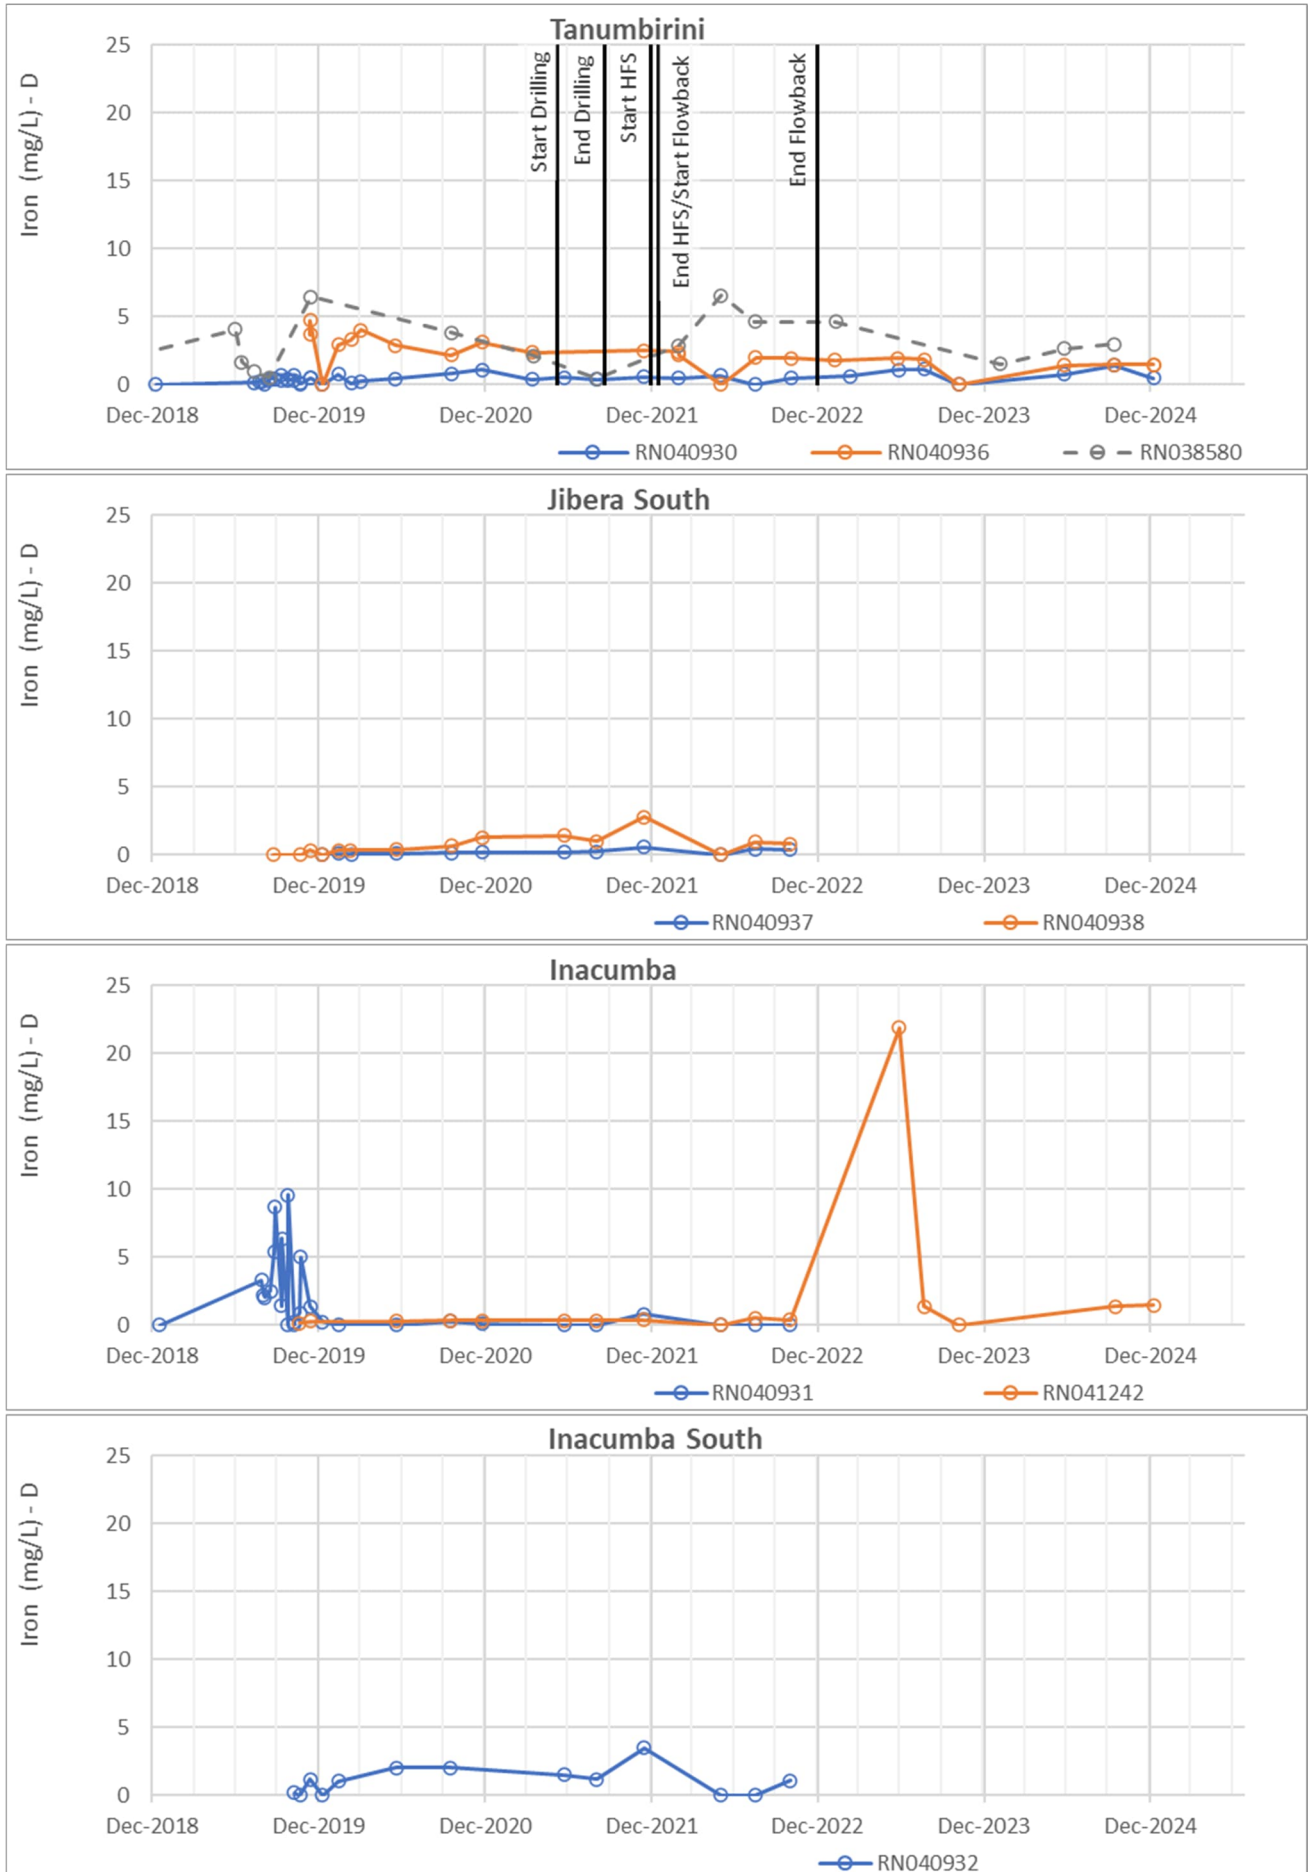 Tanumbirini
Iron (mg/L) - D
25
20
15
10
5
0
Start Drilling
End Drilling
Start HFS
End HFS/Start Flowback
End Flowback
Dec-2018 Dec-2019 Dec-2020 Dec-2021 Dec-2022 Dec-2023 Dec-2024
RN040930 RN040936 RN038580
Jibera South
Iron (mg/L) - D
25
20
15
10
5
0
Dec-2018 Dec-2019 Dec-2020 Dec-2021 Dec-2022 Dec-2023 Dec-2024
RN040937 RN040938
Inacumba
Iron (mg/L) - D
25
20
15
10
5
0
Dec-2018 Dec-2019 Dec-2020 Dec-2021 Dec-2022 Dec-2023 Dec-2024
RN040931 RN041242
Inacumba South
Iron (mg/L) - D
25
20
15
10
5
0
Dec-2018 Dec-2019 Dec-2020 Dec-2021 Dec-2022 Dec-2023 Dec-2024
RN040932